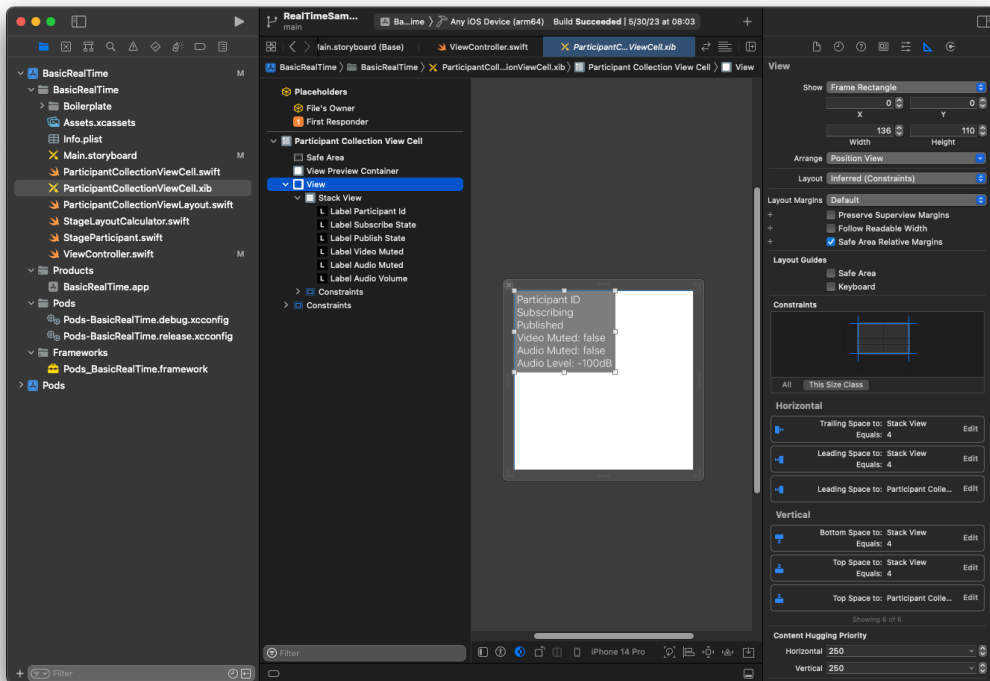 RealTimeSam...
main
Ba...ime
Any iOS Device (arm64)
Build Succeeded | 5/30/23 at 08:03
BasicRealTime M
BasicRealTime
Boilerplate
Assets.xcassets
Info.plist
Main.storyboard M
ParticipantCollectionViewCell.swift
ParticipantCollectionViewCell.xib
ParticipantCollectionViewLayout.swift
StageLayoutCalculator.swift
StageParticipant.swift
ViewController.swift M
Products
BasicRealTime.app
Pods
Pods-BasicRealTime.debug.xcconfig
Pods-BasicRealTime.release.xcconfig
Frameworks
Pods_BasicRealTime.framework
Pods
Filter
ain.storyboard (Base)
ViewController.swift
ParticipantC...ViewCell.xib
BasicRealTime
BasicRealTime
ParticipantColl...ionViewCell.xib
Participant Collection View Cell
View
Placeholders
File's Owner
1 First Responder
Participant Collection View Cell
Safe Area
View Preview Container
View
Stack View
L Label Participant Id
L Label Subscribe State
L Label Publish State
L Label Video Muted
L Label Audio Muted
L Label Audio Volume
Constraints
Constraints
Filter
Participant ID
Subscribing
Published
Video Muted: false
Audio Muted: false
Audio Level: -100dB
iPhone 14 Pro
View
Show Frame Rectangle
0 0
X Y
136 110
Width Height
Arrange Position View
Layout Inferred (Constraints)
Layout Margins Default
Preserve Superview Margins
Follow Readable Width
Safe Area Relative Margins
Layout Guides
Safe Area
Keyboard
Constraints
All This Size Class
Horizontal
Trailing Space to: Stack View Edit
Equals: 4
Leading Space to: Stack View Edit
Equals: 4
Leading Space to: Participant Colle... Edit
Vertical
Bottom Space to: Stack View Edit
Equals: 4
Top Space to: Stack View Edit
Equals: 4
Top Space to: Participant Colle... Edit
Showing 6 of 6
Content Hugging Priority
Horizontal 250
Vertical 250